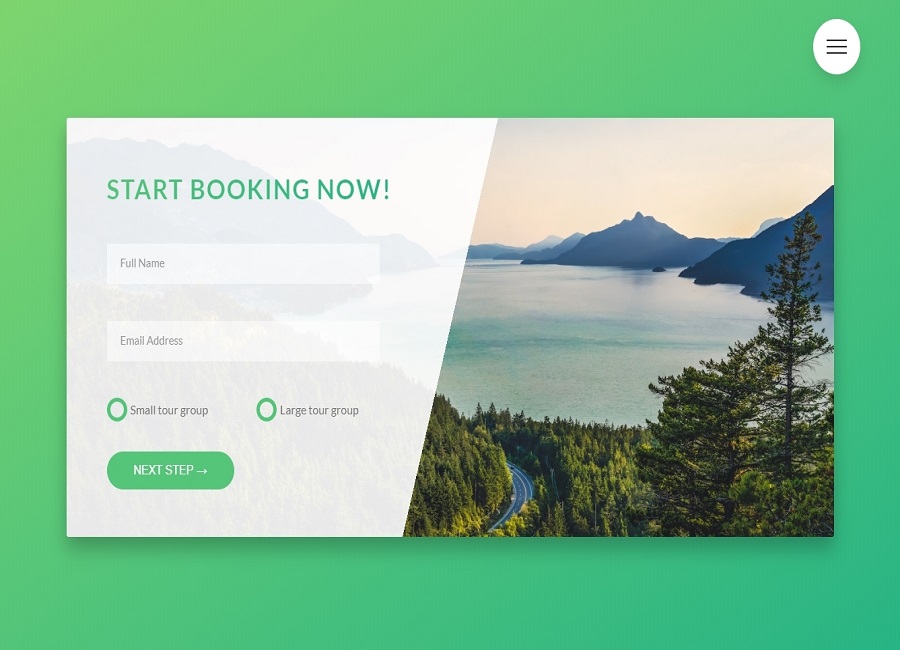 START BOOKING NOW!
Full Name
Email Address
Small tour group Large tour group
NEXT STEP →